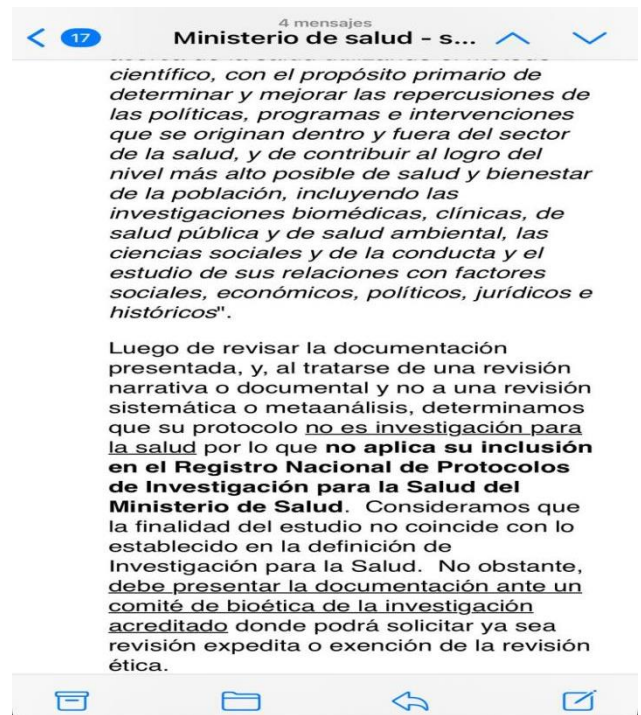 4 mensajes
17
Ministerio de salud - s...
científico, con el propósito primario de
determinar y mejorar las repercusiones de
las políticas, programas e intervenciones
que se originan dentro y fuera del sector
de la salud, y de contribuir al logro del
nivel más alto posible de salud y bienestar
de la población, incluyendo las
investigaciones biomédicas, clínicas, de
salud pública y de salud ambiental, las
ciencias sociales y de la conducta y el
estudio de sus relaciones con factores
sociales, económicos, políticos, jurídicos e
históricos".
Luego de revisar la documentación
presentada, y, al tratarse de una revisión
narrativa o documental y no a una revisión
sistemática o metaanálisis, determinamos
que su protocolo no es investigación para
la salud por lo que no aplica su inclusión
en el Registro Nacional de Protocolos
de Investigación para la Salud del
Ministerio de Salud. Consideramos que
la finalidad del estudio no coincide con lo
establecido en la definición de
Investigación para la Salud. No obstante,
debe presentar la documentación ante un
comité de bioética de la investigación
acreditado donde podrá solicitar ya sea
revisión expedita o exención de la revisión
ética.